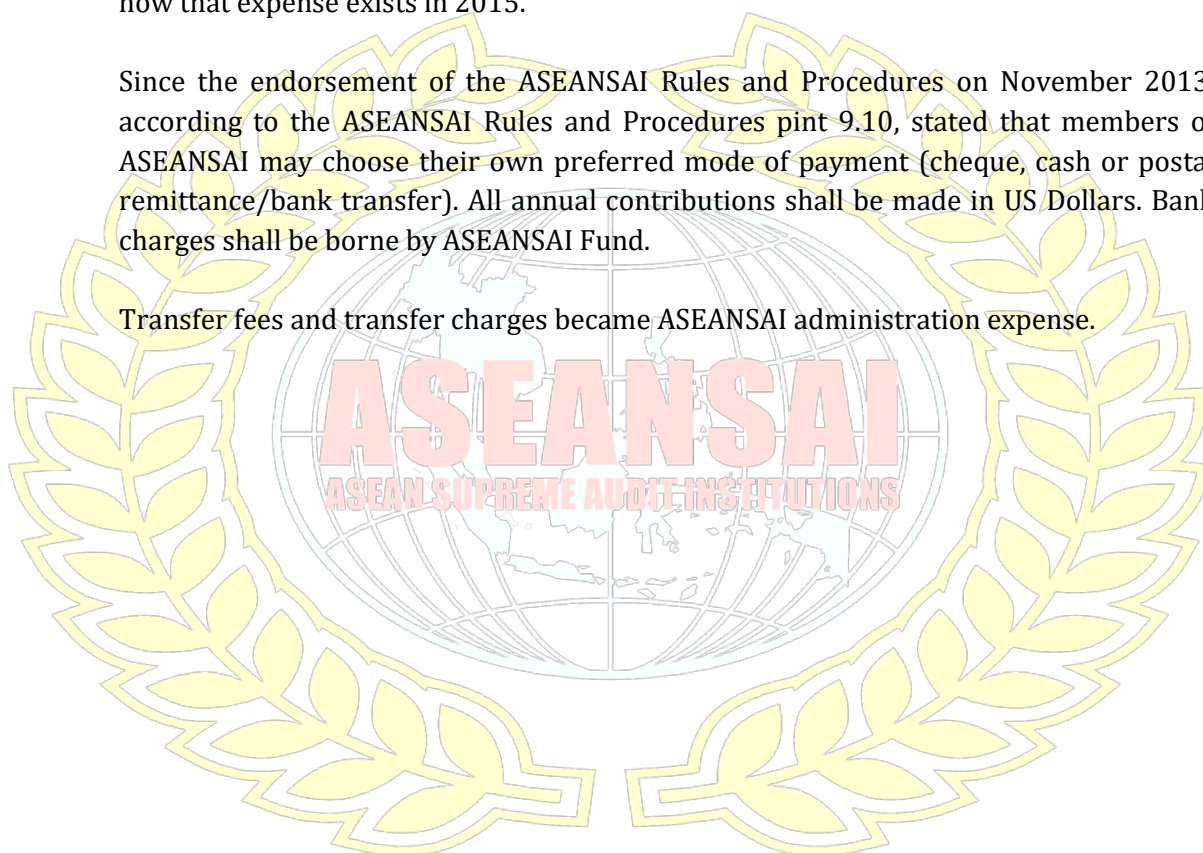 now that expense exists in 2015.
Since the endorsement of the ASEANSAI Rules and Procedures on November 2013
according to the ASEANSAI Rules and Procedures pint 9.10, stated that members o
ASEANSAI may choose their own preferred mode of payment (cheque, cash or posta
remittance/bank transfer). All annual contributions shall be made in US Dollars. Bank
charges shall be borne by ASEANSAI Fund.
Transfer fees and transfer charges became ASEANSAI administration expense.
ASEANSAI
ASEAN SUPREME AUDIT INSTITUTIONS